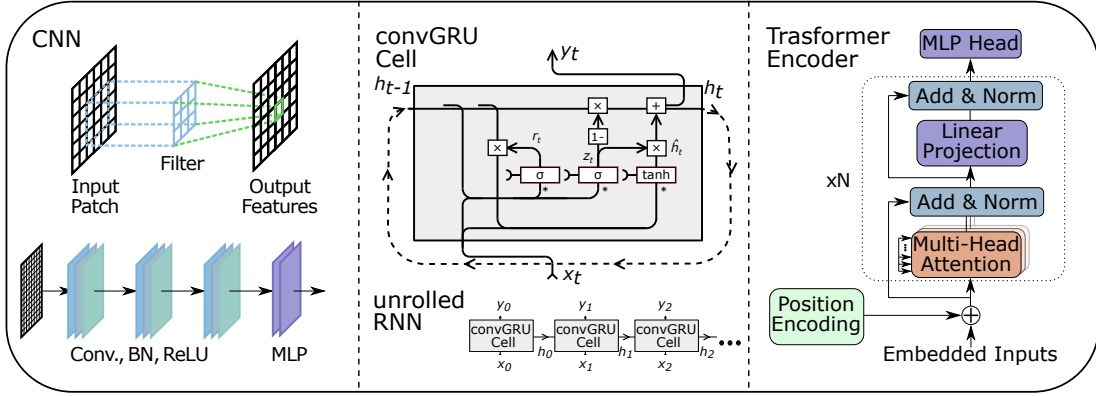 CNN
Filter
Input
Patch
Output
Features
Conv., BN, ReLU
MLP
convGRU
Cell
y_t
h_{t-1}
h_t
×
+
1-
r_t
×
z_t
×
ĥ_t
σ
σ
tanh
*
*
*
x_t
unrolled
RNN
y_0
y_1
y_2
convGRU
Cell
convGRU
Cell
convGRU
Cell
h_0
h_1
h_2
x_0
x_1
x_2
Trasformer
Encoder
MLP Head
Add & Norm
Linear
Projection
xN
Add & Norm
Multi-Head
Attention
Position
Encoding
Embedded Inputs